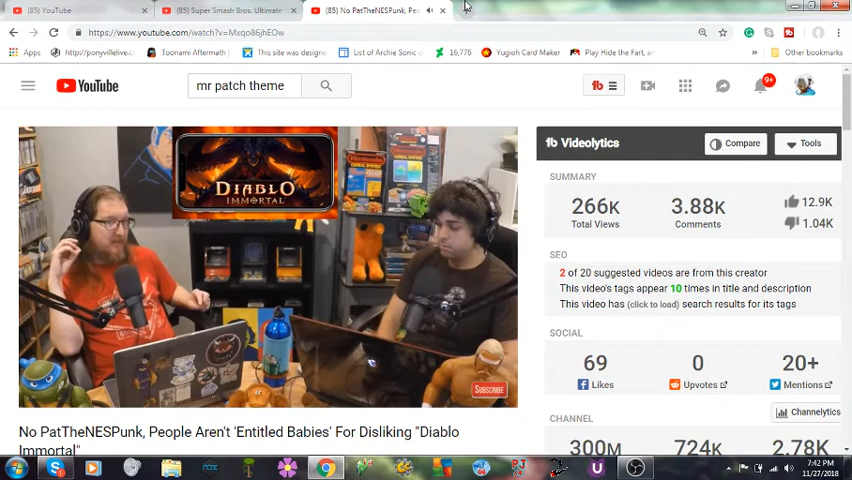 (85) YouTube
(85) Super Smash Bros. Ultimate
(85) No PatTheNESPunk, Pe
https://www.youtube.com/watch?v=Mxqo86jhEOw
Apps
http://ponyvillelive.c
Toonami Aftermath
This site was designe
List of Archie Sonic
16,776
Yugioh Card Maker
Play Hide the Fart, a
Other bookmarks
YouTube
mr patch theme
tb
9+
tb Videolytics
Compare
Tools
SUMMARY
266K
3.88K
12.9K
Total Views
Comments
1.04K
DIABLO
IMMORTAL
SEO
2 of 20 suggested videos are from this creator
This video's tags appear 10 times in title and description
This video has (click to load) search results for its tags
SOCIAL
69
0
20+
Likes
Upvotes
Mentions
SUBSCRIBE
CHANNEL
Channelytics
300M
724K
2.78K
No PatTheNESPunk, People Aren't 'Entitled Babies' For Disliking "Diablo
Immortal"
7:42 PM
11/27/2018